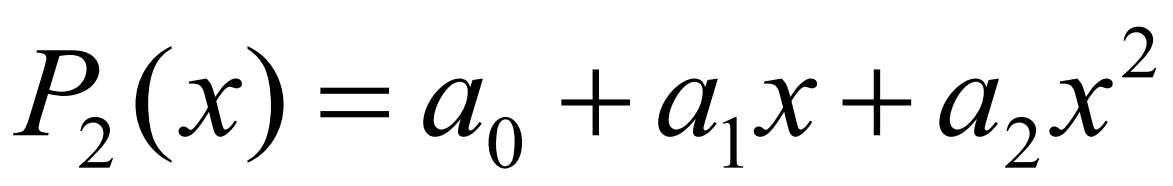 P₂(x) = a₀ + a₁x + a₂x²